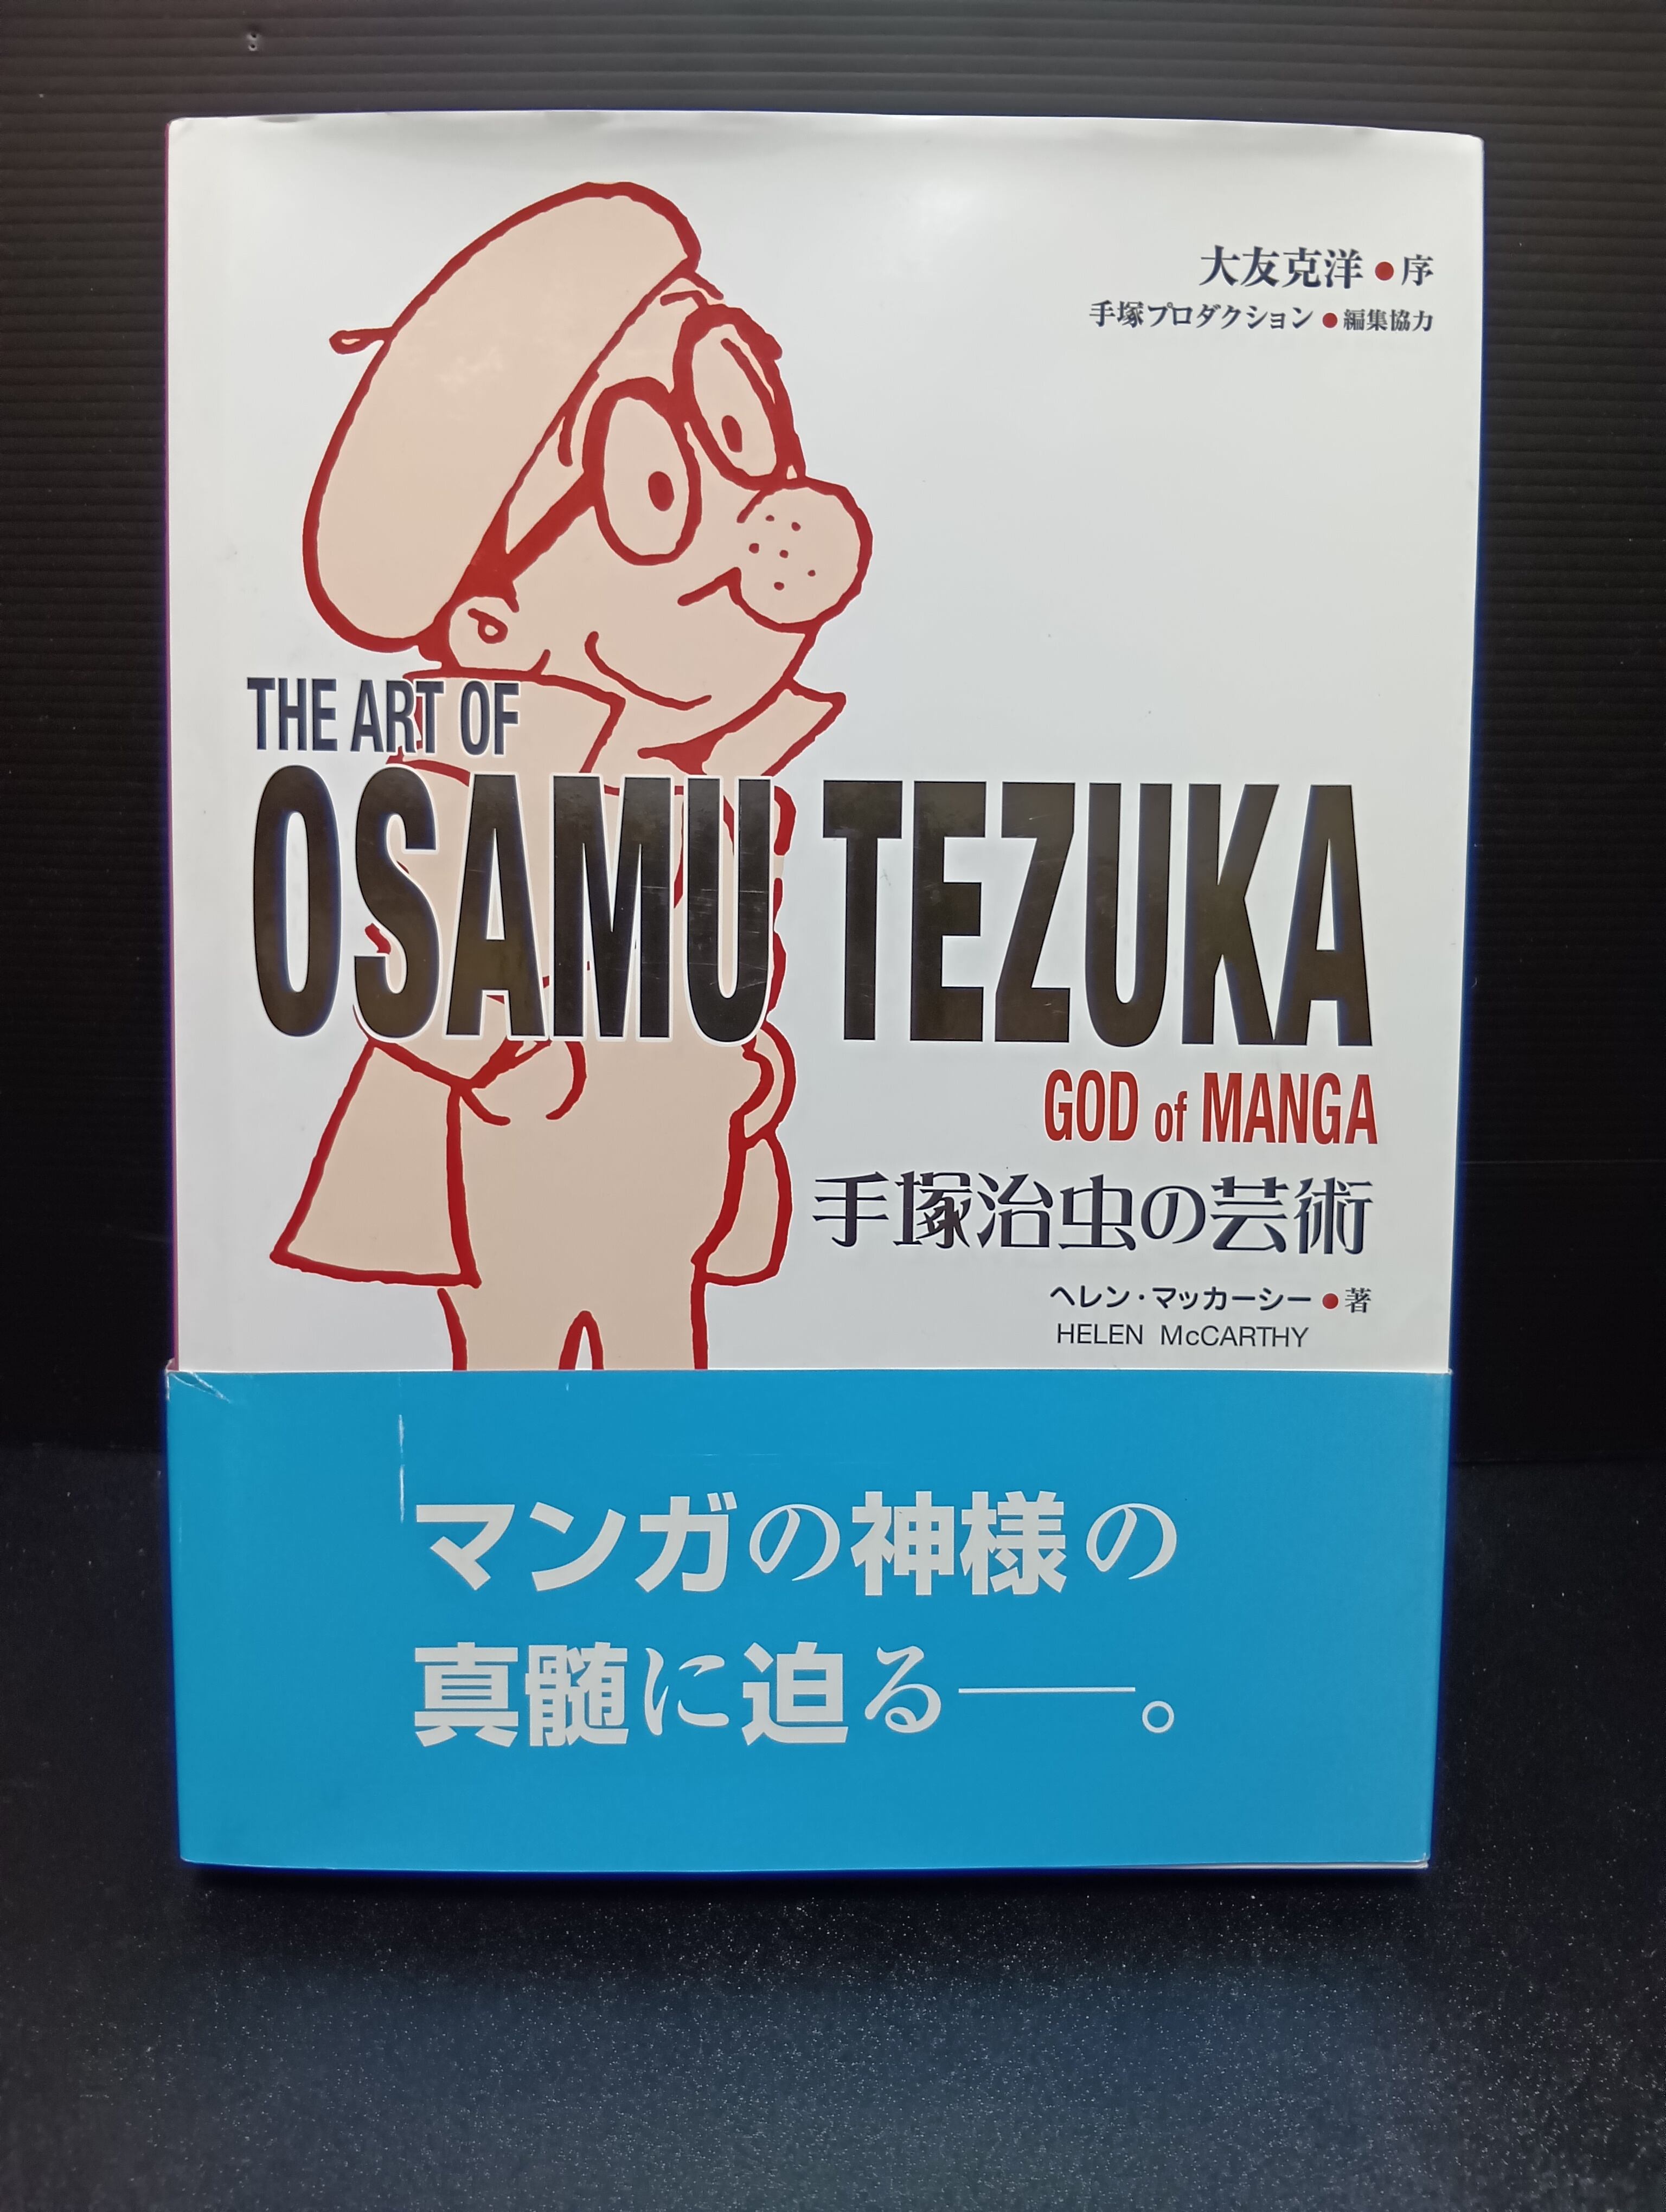 大友克洋●序
手塚プロダクション●編集協力
THE ART OF
OSAMU TEZUKA
GOD of MANGA
手塚治虫の芸術
ヘレン・マッカーシー●著
HELEN McCARTHY
マンガの神様の
真髄に迫る──。